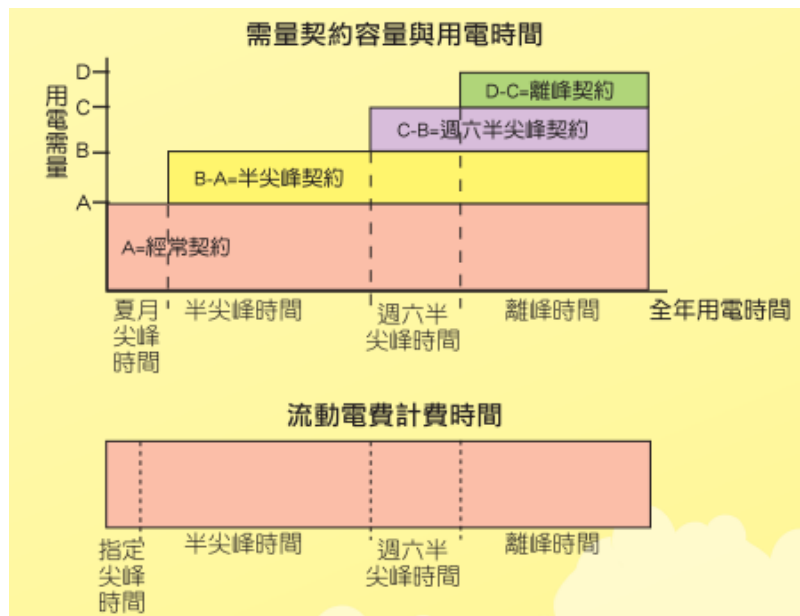 需量契約容量與用電時間
用電需量
D
C
B
A
D-C=離峰契約
C-B=週六半尖峰契約
B-A=半尖峰契約
A=經常契約
夏月
尖峰
時間
半尖峰時間
週六半
尖峰時間
離峰時間
全年用電時間
流動電費計費時間
指定
尖峰
時間
半尖峰時間
週六半
尖峰時間
離峰時間